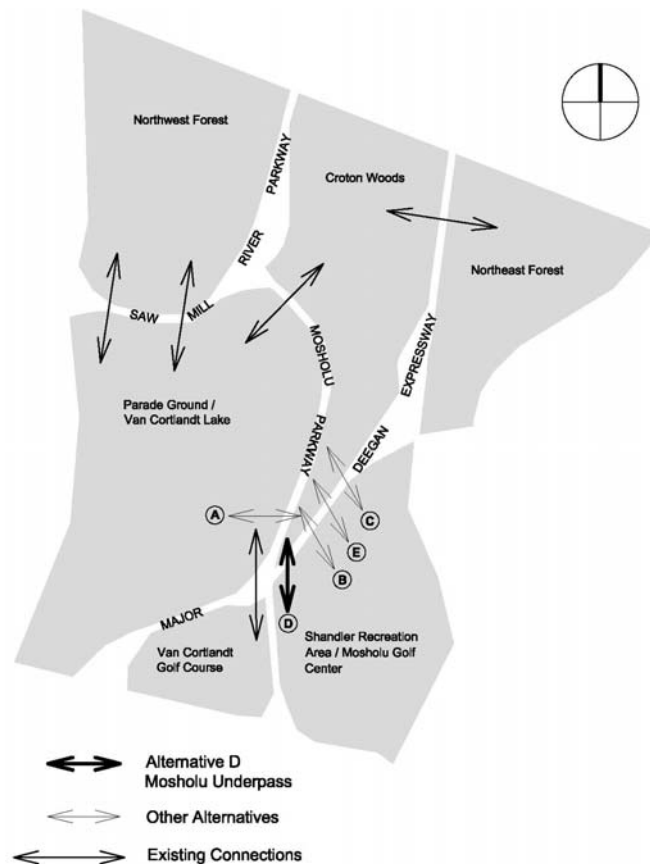 Northwest Forest
PARKWAY
Croton Woods
RIVER
Northeast Forest
SAW
MILL
MOSHOLU
EXPRESSWAY
Parade Ground /
Van Cortlandt Lake
PARKWAY
DEEGAN
A
C
E
B
MAJOR
D
Van Cortlandt
Golf Course
Shandler Recreation
Area / Mosholu Golf
Center
Alternative D
Mosholu Underpass
Other Alternatives
Existing Connections